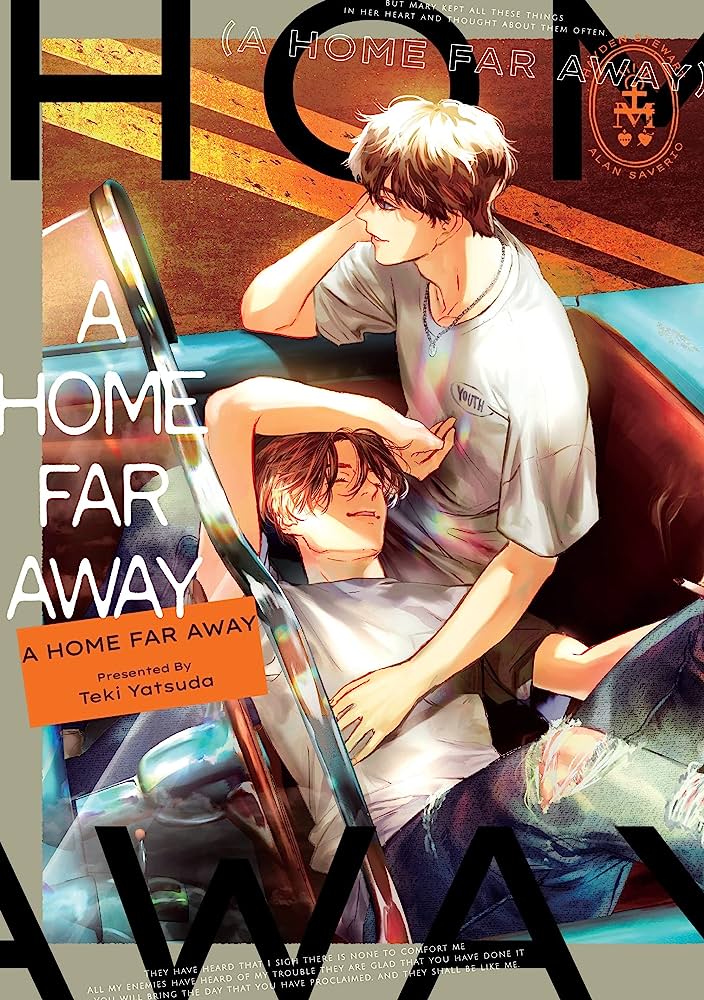 HOM
BUT MARY KEPT ALL THESE THINGS
IN HER HEART AND THOUGHT ABOUT THEM OFTEN.
(A HOME FAR AWAY)
YDEN STEWAR
M
ALAN SAVERIO
A
HOME
FAR
AWAY
YOUTH
A HOME FAR AWAY
Presented By
Teki Yatsuda
AWAY
THEY HAVE HEARD THAT I SIGH THERE IS NONE TO COMFORT ME
ALL MY ENEMIES HAVE HEARD OF MY TROUBLE THEY ARE GLAD THAT YOU HAVE DONE IT
YOU WILL BRING THE DAY THAT YOU HAVE PROCLAIMED, AND THEY SHALL BE LIKE ME.